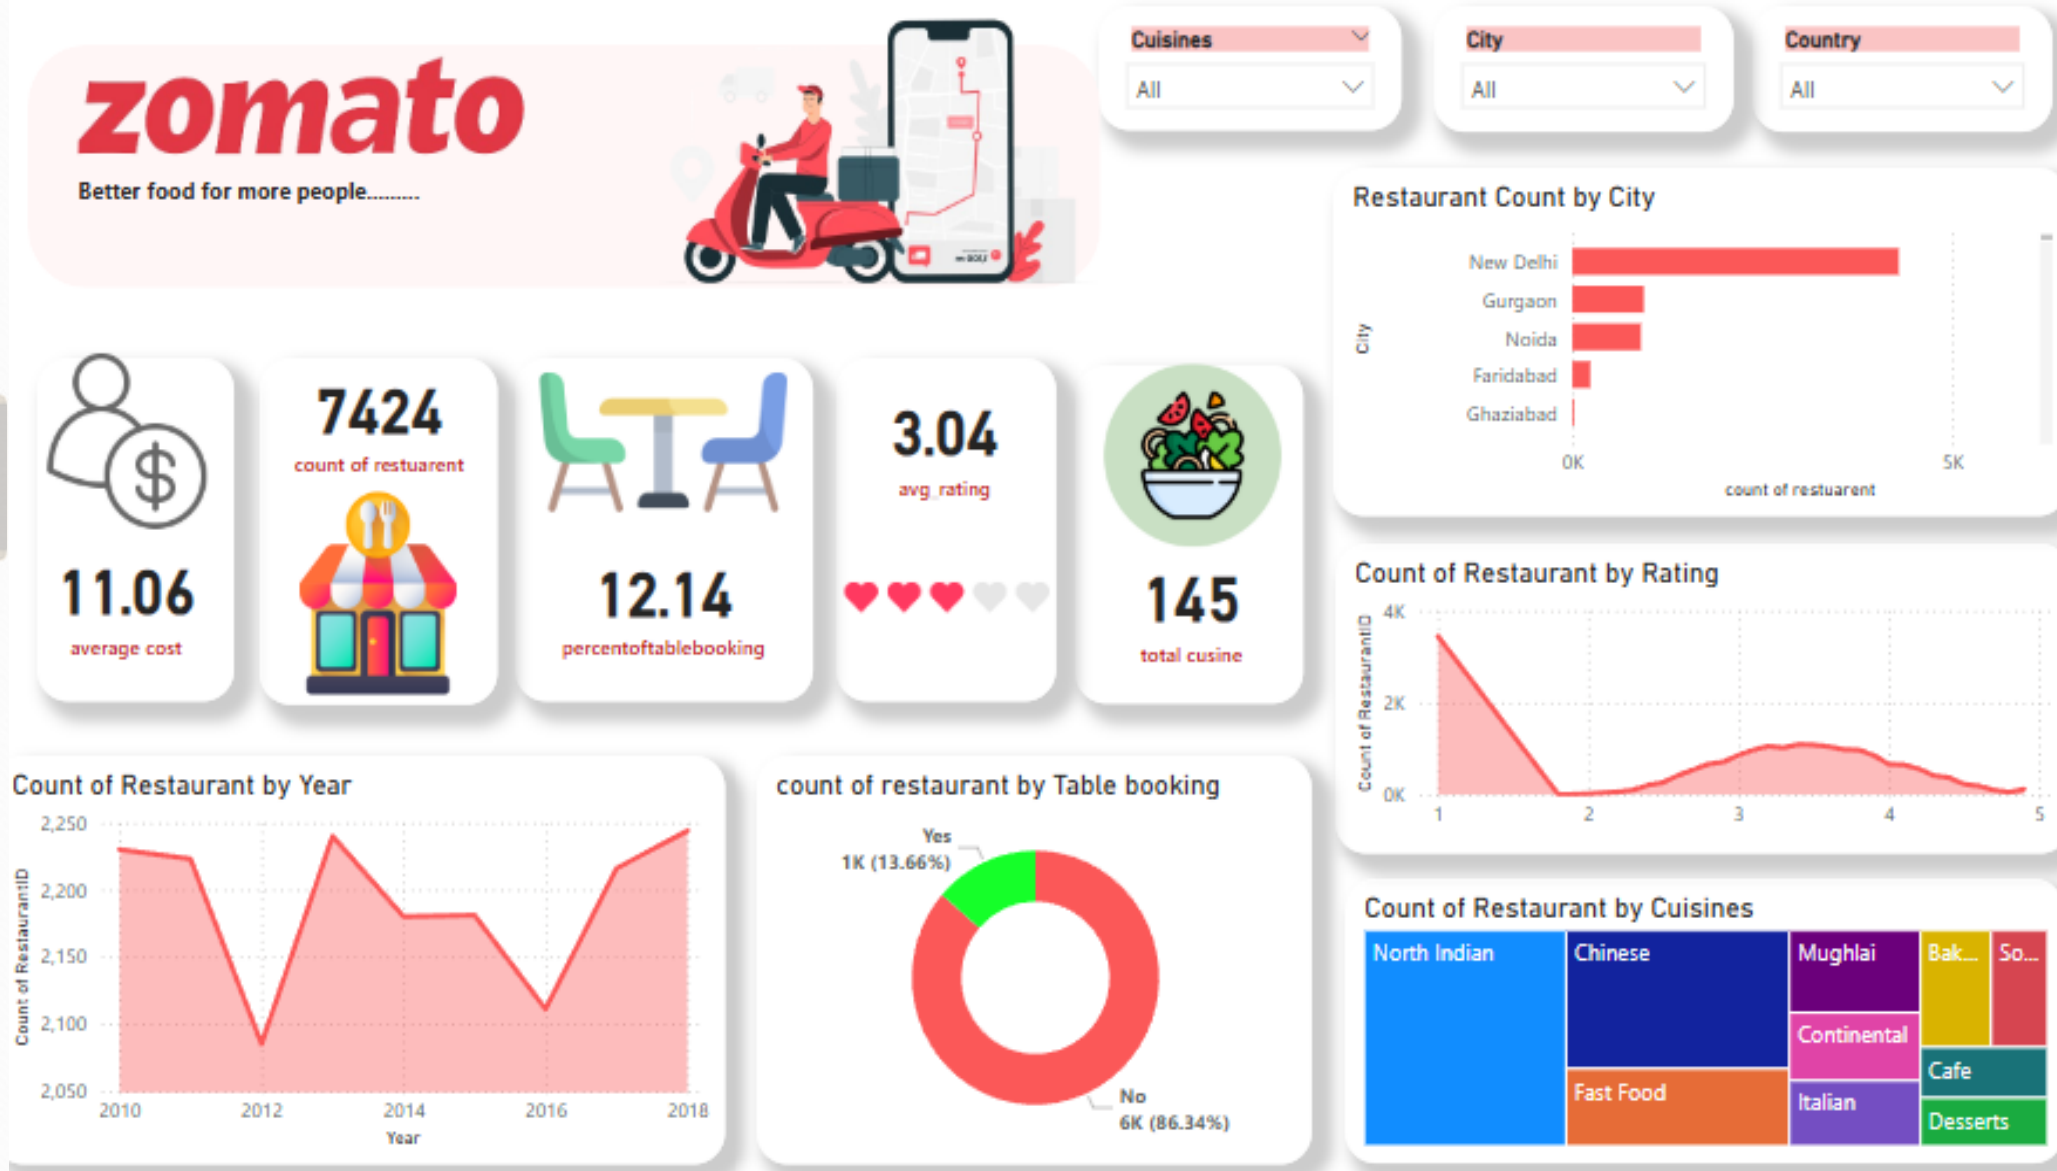 zomato
Better food for more people.........
Cuisines
All
City
All
Country
All
Restaurant Count by City
City
New Delhi
Gurgaon
Noida
Faridabad
Ghaziabad
0K
5K
count of restuarent
11.06
average cost
7424
count of restuarent
12.14
percentoftablebooking
3.04
avg_rating
145
total cusine
Count of Restaurant by Rating
Count of RestaurantID
4K
2K
0K
1
2
3
4
5
Count of Restaurant by Year
Count of RestaurantID
2,250
2,200
2,150
2,100
2,050
2010
2012
2014
2016
2018
Year
count of restaurant by Table booking
Yes
1K (13.66%)
No
6K (86.34%)
Count of Restaurant by Cuisines
North Indian
Chinese
Fast Food
Mughlai
Continental
Italian
Bak...
So...
Cafe
Desserts